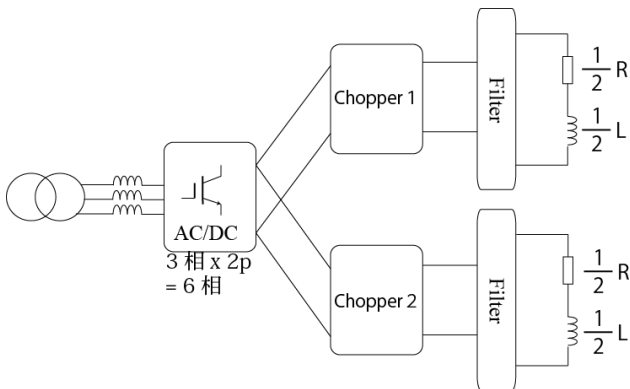 Chopper 1
Filter
1/2 R
1/2 L
AC/DC
3 相 x 2p
= 6 相
Chopper 2
Filter
1/2 R
1/2 L